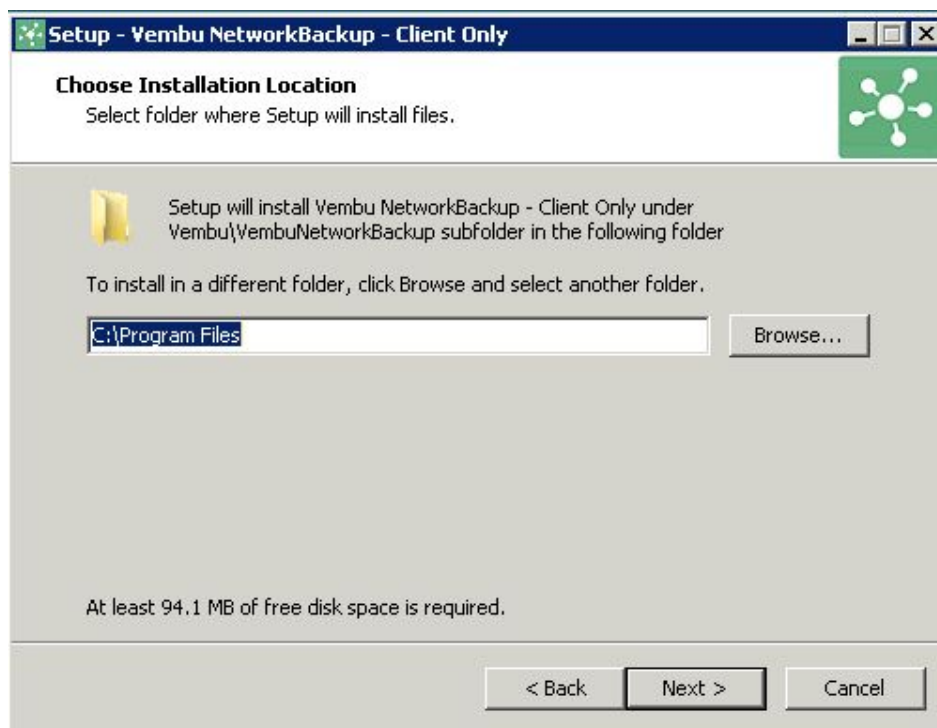 Setup - Vembu NetworkBackup - Client Only
Choose Installation Location
Select folder where Setup will install files.
Setup will install Vembu NetworkBackup - Client Only under
Vembu\VembuNetworkBackup subfolder in the following folder
To install in a different folder, click Browse and select another folder.
C:\Program Files
Browse...
At least 94.1 MB of free disk space is required.
< Back
Next >
Cancel